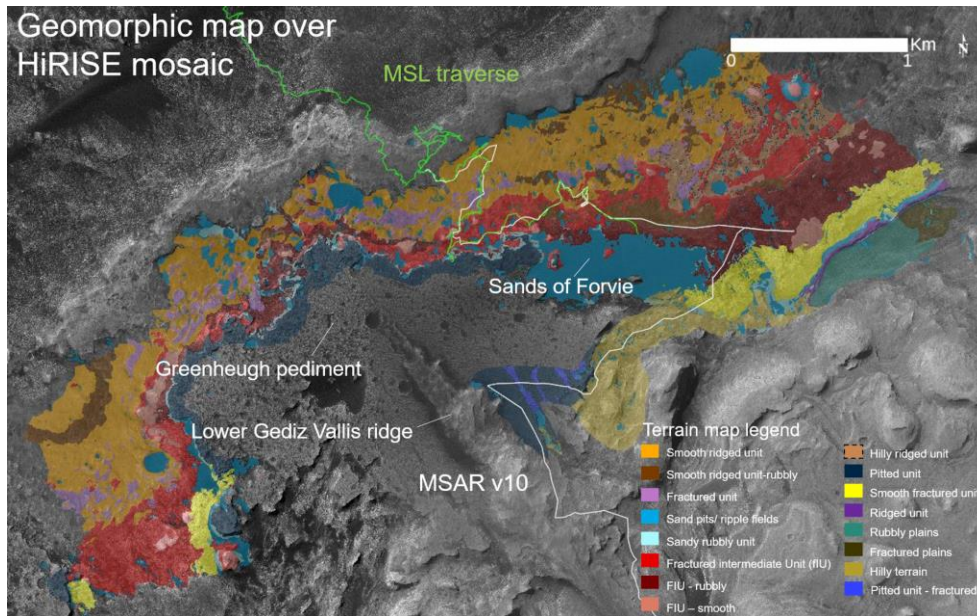 Geomorphic map over
HiRISE mosaic
MSL traverse
Km
0
1
N
Sands of Forvie
Greenheugh pediment
Lower Gediz Vallis ridge
MSAR v10
Terrain map legend
Smooth ridged unit
Smooth ridged unit-rubbly
Fractured unit
Sand pits/ ripple fields
Sandy rubbly unit
Fractured intermediate Unit (fIU)
FIU - rubbly
FIU – smooth
Hilly ridged unit
Pitted unit
Smooth fractured unit
Ridged unit
Rubbly plains
Fractured plains
Hilly terrain
Pitted unit - fractured